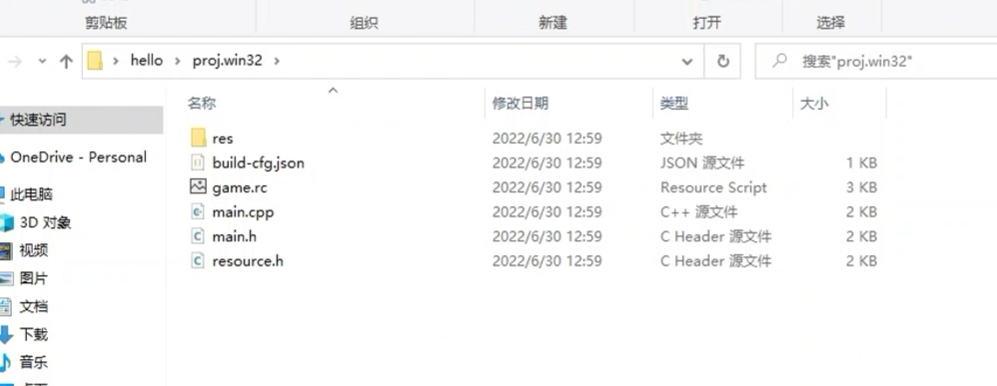 剪贴板 组织 新建 打开 选择
hello proj.win32 搜索"proj.win32"
名称 修改日期 类型 大小
快速访问
res 2022/6/30 12:59 文件夹
OneDrive - Personal
build-cfg.json 2022/6/30 12:59 JSON 源文件 1 KB
game.rc 2022/6/30 12:59 Resource Script 3 KB
此电脑
main.cpp 2022/6/30 12:59 C++ 源文件 2 KB
3D 对象
main.h 2022/6/30 12:59 C Header 源文件 2 KB
视频
resource.h 2022/6/30 12:59 C Header 源文件 2 KB
图片
文档
下载
音乐